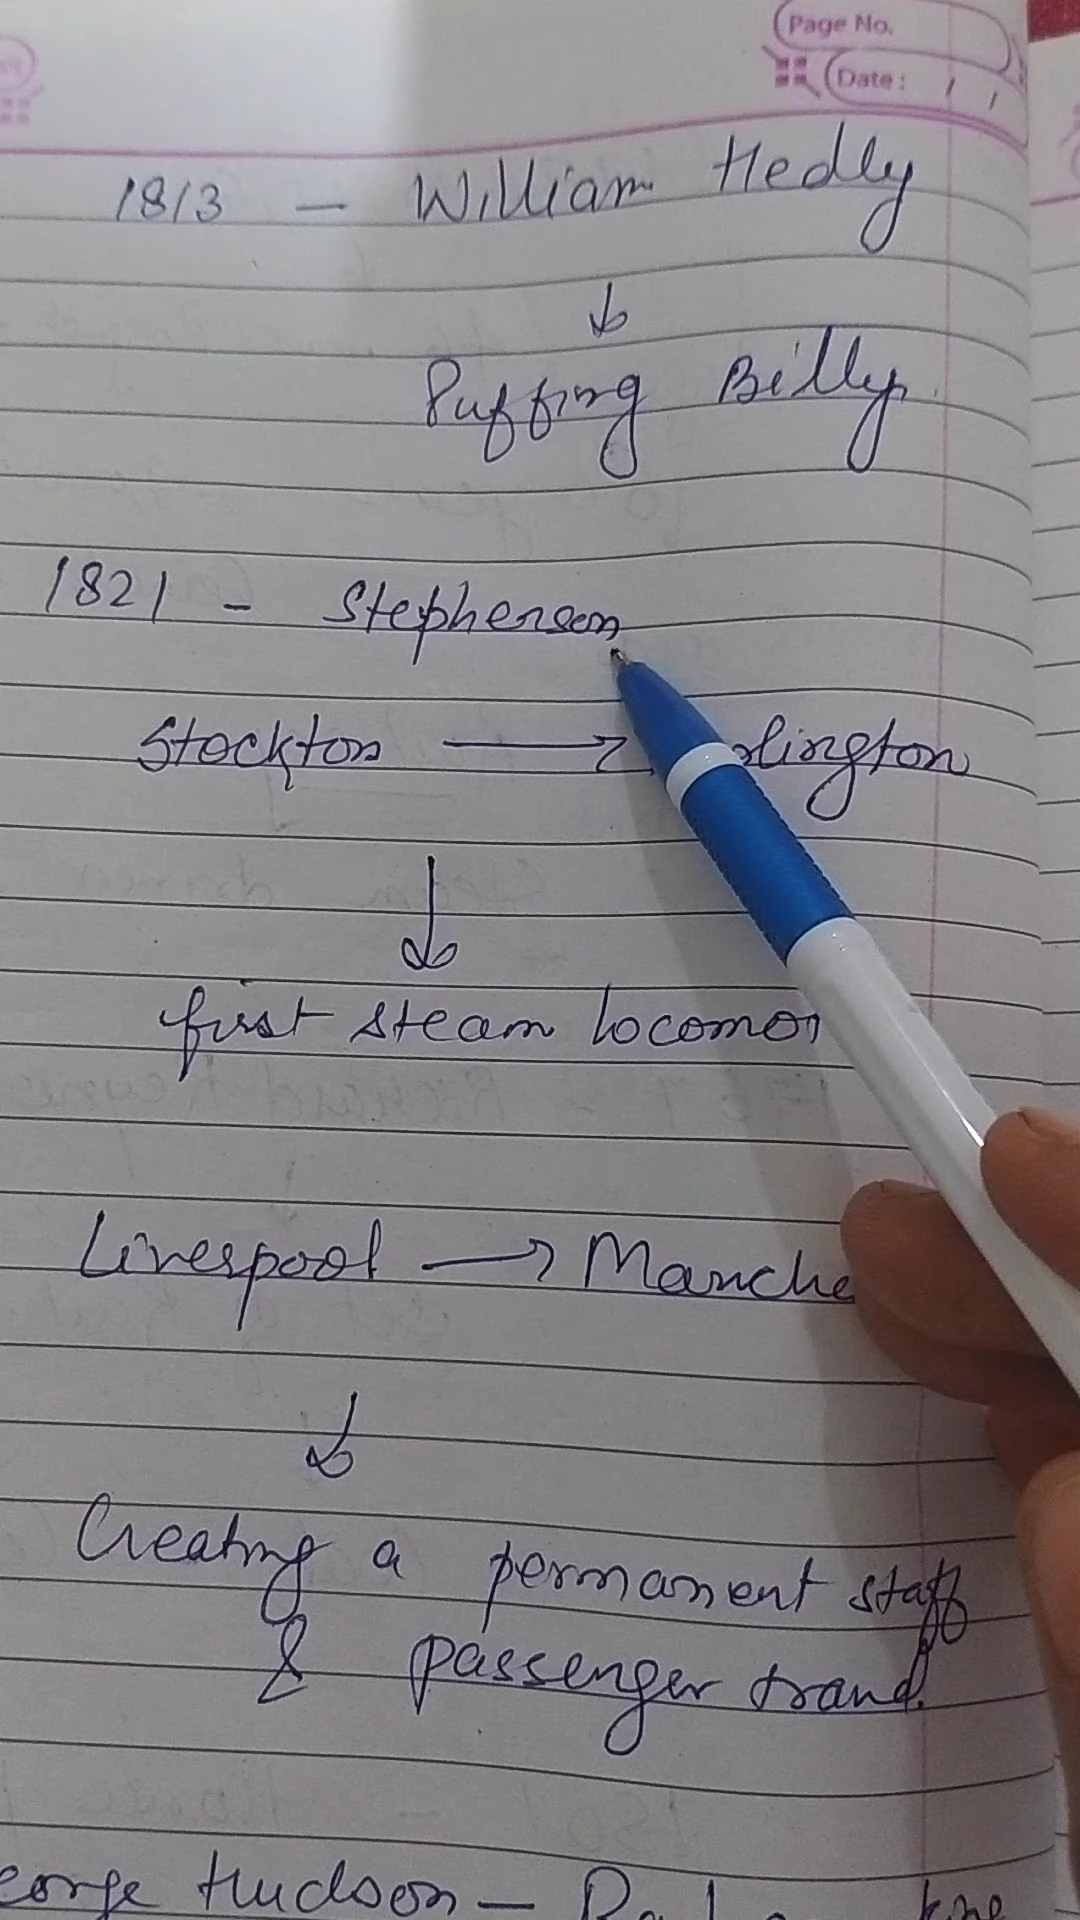 Page No.
Date: / /
1813 - William Hedly
↓
Puffing Billy.
1821 - Stephenson
Stockton → lington
↓
first steam locomo
Liverpool → Manche
↓
Creating a permanent staff
& passenger trand.
eorge Hudson -